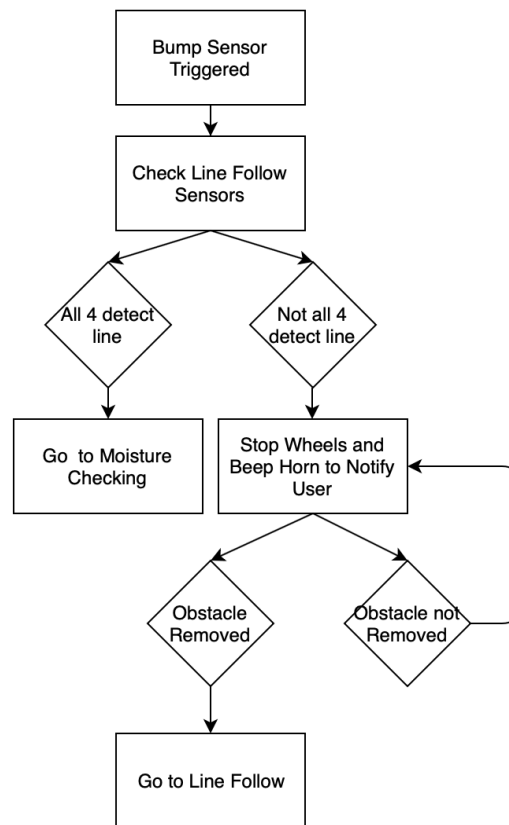 Bump Sensor
Triggered
Check Line Follow
Sensors
All 4 detect
line
Not all 4
detect line
Go to Moisture
Checking
Stop Wheels and
Beep Horn to Notify
User
Obstacle
Removed
Obstacle not
Removed
Go to Line Follow